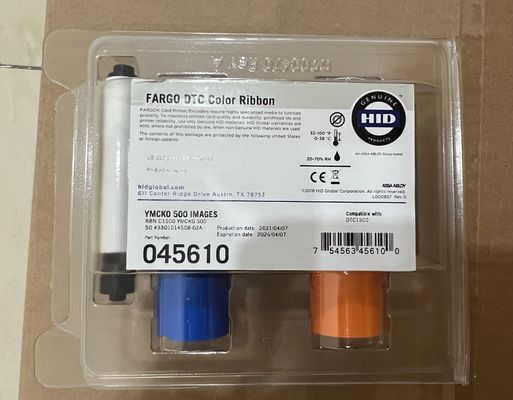 FARGO DTC Color Ribbon
FARGO® Card Printer/Encoders require highly specialized media to function
properly. To maximize printed card quality and durability, printhead life and
printer reliability, use only Genuine HID materials. HID Global warranties are
void, where not prohibited by law, when non-Genuine HID materials are used.
The contents of this package are protected by the following United States
or foreign patents:
hidglobal.com
611 Center Ridge Drive Austin, TX 78753
GENUINE
HID
An ASSA ABLOY Group brand
32-100 °F
0-38 °C
20-70% RH
CE
ASSA ABLOY
©2018 HID Global Corporation. All rights reserved.
L000857 Rev G
YMCKO 500 IMAGES
RBN C1500 YMCKO 500
SO #3301014508-02A
Part Number:
045610
Production date: 2021/04/07
Expiration date: 2026/04/07
Compatible with:
DTC1500
7 54563 45610 0